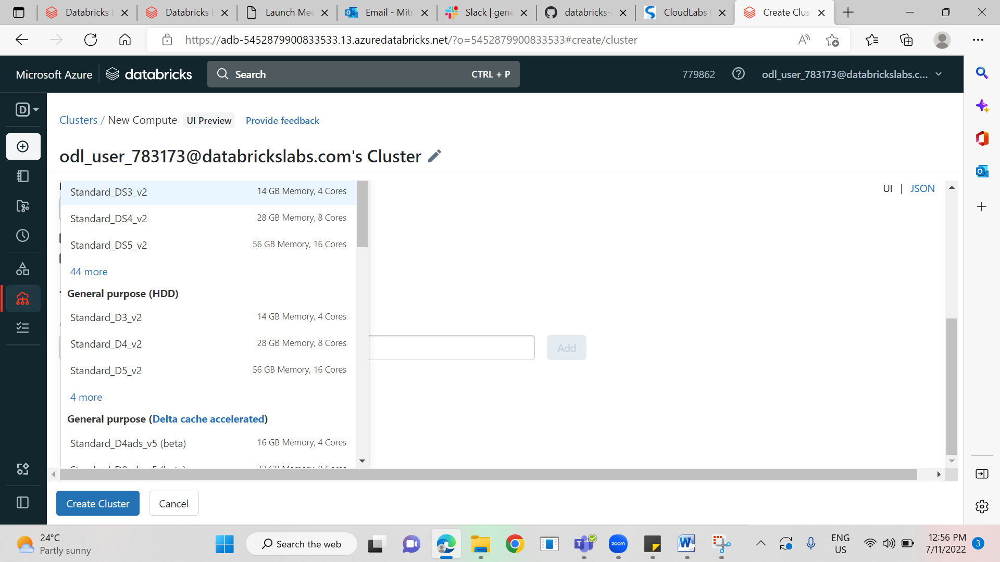 Databricks L
Databricks L
Launch Mee
Email - Mitr
Slack | gene
databricks-a
CloudLabs
Create Clus
https://adb-5452879900833533.13.azuredatabricks.net/?o=5452879900833533#create/cluster
Microsoft Azure
databricks
Search
CTRL + P
779862
odl_user_783173@databrickslabs.c...
D
Clusters / New Compute
UI Preview
Provide feedback
odl_user_783173@databrickslabs.com's Cluster
UI | JSON
Standard_DS3_v2 14 GB Memory, 4 Cores
Standard_DS4_v2 28 GB Memory, 8 Cores
Standard_DS5_v2 56 GB Memory, 16 Cores
44 more
General purpose (HDD)
Standard_D3_v2 14 GB Memory, 4 Cores
Standard_D4_v2 28 GB Memory, 8 Cores
Standard_D5_v2 56 GB Memory, 16 Cores
4 more
Add
General purpose (Delta cache accelerated)
Standard_D4ads_v5 (beta) 16 GB Memory, 4 Cores
Create Cluster
Cancel
24°C
Partly sunny
Search the web
zoom
ENG
US
12:56 PM
7/11/2022
3